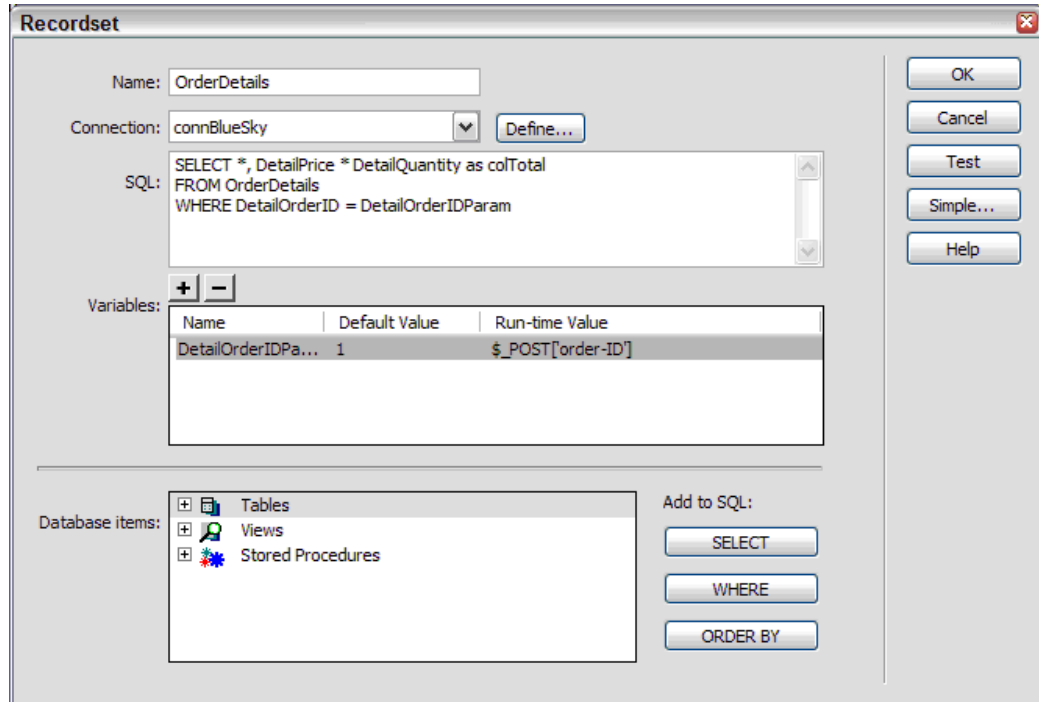 Recordset
Name: OrderDetails
OK
Connection: connBlueSky Define...
Cancel
SQL: SELECT *, DetailPrice * DetailQuantity as colTotal
FROM OrderDetails
WHERE DetailOrderID = DetailOrderIDParam
Test
Simple...
Help
Variables: + −
Name Default Value Run-time Value
DetailOrderIDPa... 1 $_POST['order-ID']
Database items: Tables
Views
Stored Procedures
Add to SQL:
SELECT
WHERE
ORDER BY